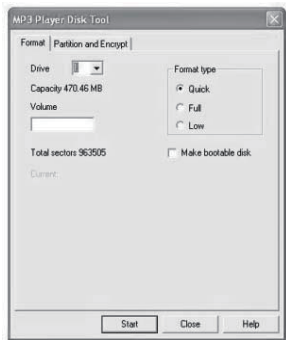 MP3 Player Disk Tool
Format
Partition and Encrypt
Drive
Capacity 470.46 MB
Volume
Total sectors 963505
Current:
Format type
Quick
Full
Low
Make bootable disk
Start
Close
Help